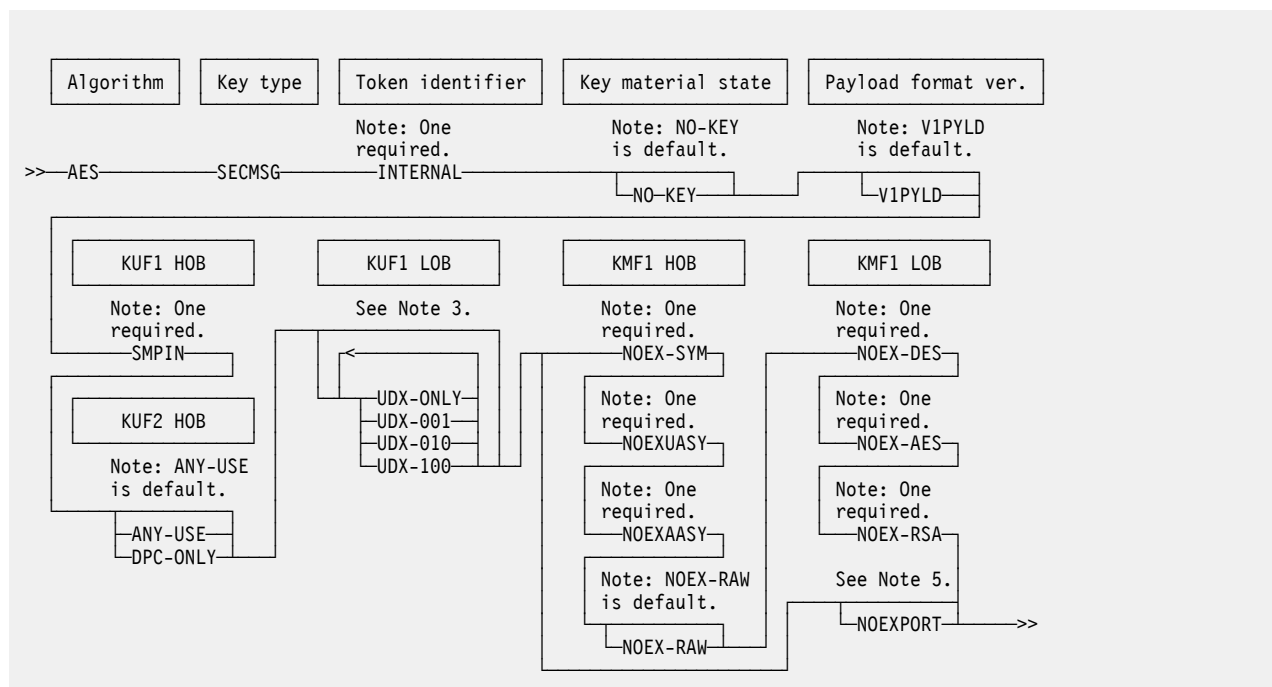 Algorithm Key type Token identifier Key material state Payload format ver.
Note: One Note: NO-KEY Note: V1PYLD
required. is default. is default.
>>—AES—SECMSG—INTERNAL
NO-KEY V1PYLD
KUF1 HOB KUF1 LOB KMF1 HOB KMF1 LOB
Note: One See Note 3. Note: One Note: One
required. required. required.
SMPIN < NOEX-SYM NOEX-DES
UDX-ONLY Note: One Note: One
KUF2 HOB UDX-001 required. required.
UDX-010 NOEXUASY NOEX-AES
Note: ANY-USE UDX-100
is default. Note: One Note: One
required. required.
ANY-USE NOEXAASY NOEX-RSA
DPC-ONLY
Note: NOEX-RAW See Note 5.
is default.
NOEXPORT—>>
NOEX-RAW